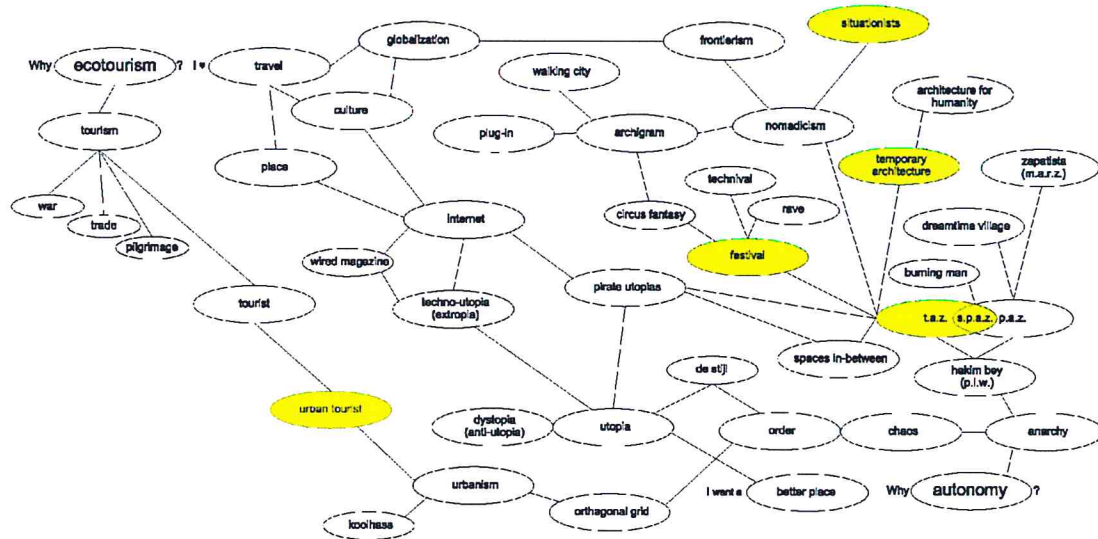 situationists
globalization
frontierism
Why ecotourism ? I ♥ travel
walking city
architecture for
humanity
culture
tourism
plug-in
archigram
nomadicism
place
temporary
architecture
zapatista
(m.a.r.z.)
technival
war
trade
pilgrimage
internet
circus fantasy
rave
dreamtime village
wired magazine
festival
burning man
tourist
techno-utopia
(extropia)
pirate utopias
t.a.z. s.p.a.z. p.a.z.
spaces in-between
de stijl
hakim bey
(p.l.w.)
urban tourist
dystopia
(anti-utopia)
utopia
order
chaos
anarchy
urbanism
I want a better place
Why autonomy ?
koolhass
orthogonal grid